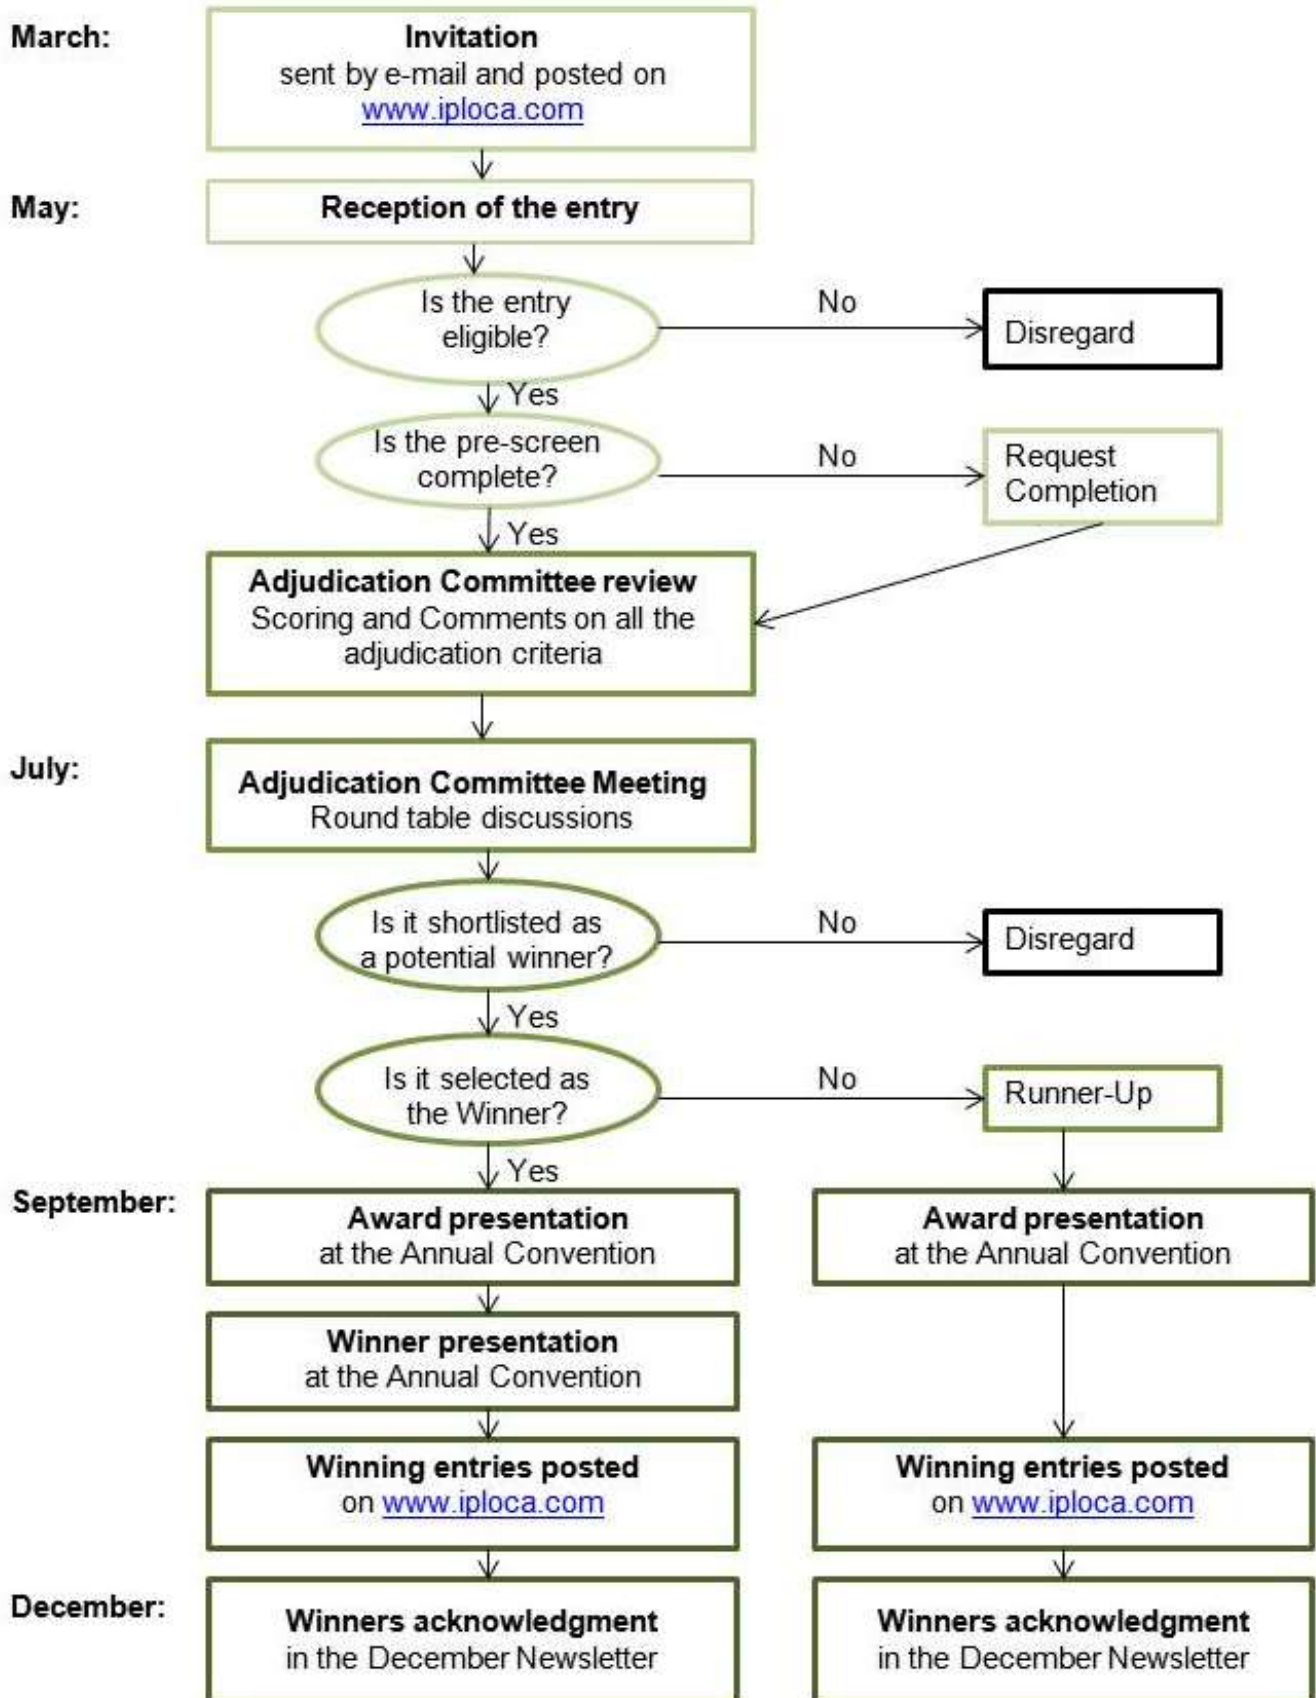 March:
Invitation
sent by e-mail and posted on
www.iploca.com
May:
Reception of the entry
Is the entry
eligible?
No
Disregard
Yes
Is the pre-screen
complete?
No
Request
Completion
Yes
Adjudication Committee review
Scoring and Comments on all the
adjudication criteria
July:
Adjudication Committee Meeting
Round table discussions
Is it shortlisted as
a potential winner?
No
Disregard
Yes
Is it selected as
the Winner?
No
Runner-Up
Yes
September:
Award presentation
at the Annual Convention
Award presentation
at the Annual Convention
Winner presentation
at the Annual Convention
Winning entries posted
on www.iploca.com
Winning entries posted
on www.iploca.com
December:
Winners acknowledgment
in the December Newsletter
Winners acknowledgment
in the December Newsletter